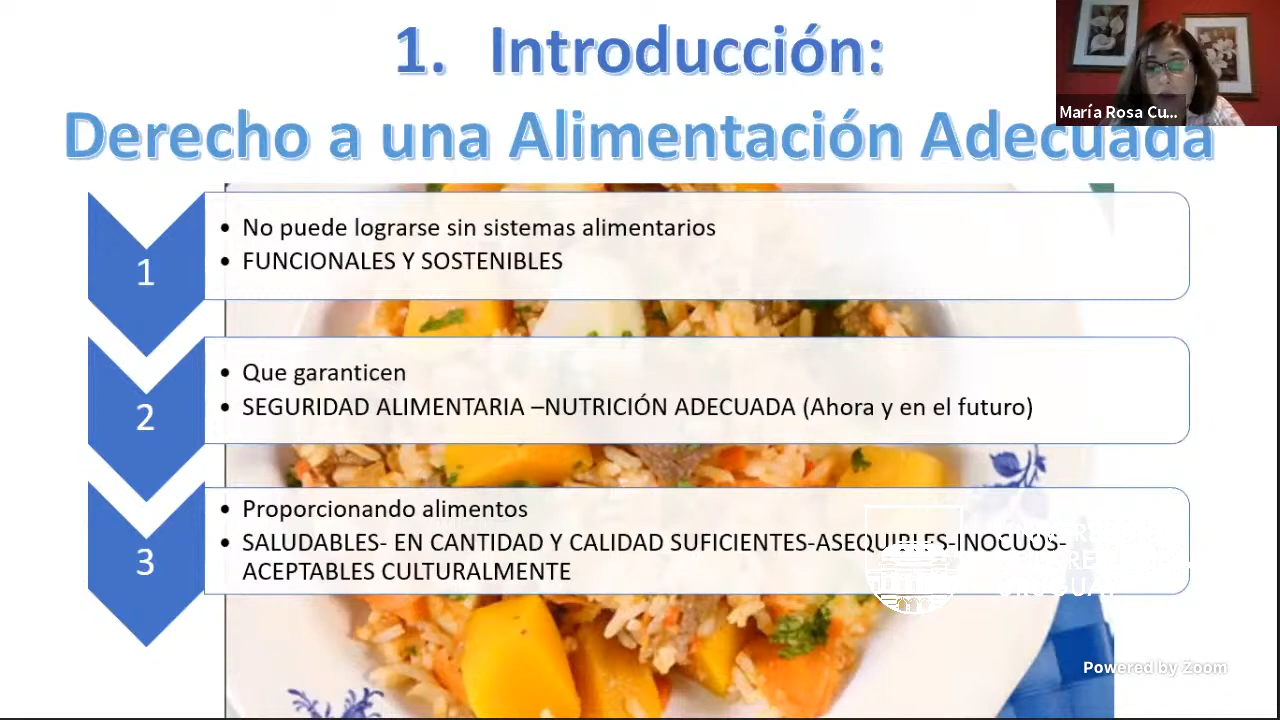 1. Introducción:
Derecho a una Alimentación Adecuada
María Rosa Cu...
1
• No puede lograrse sin sistemas alimentarios
• FUNCIONALES Y SOSTENIBLES
2
• Que garanticen
• SEGURIDAD ALIMENTARIA –NUTRICIÓN ADECUADA (Ahora y en el futuro)
3
• Proporcionando alimentos
• SALUDABLES- EN CANTIDAD Y CALIDAD SUFICIENTES-ASEQUIBLES-INOCUOS-
ACEPTABLES CULTURALMENTE
URUGUAY
Powered by Zoom